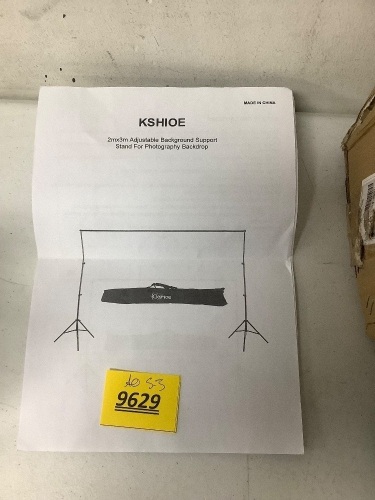 MADE IN CHINA
KSHIOE
2mx3m Adjustable Background Support
Stand For Photography Backdrop
Kshioe
9629